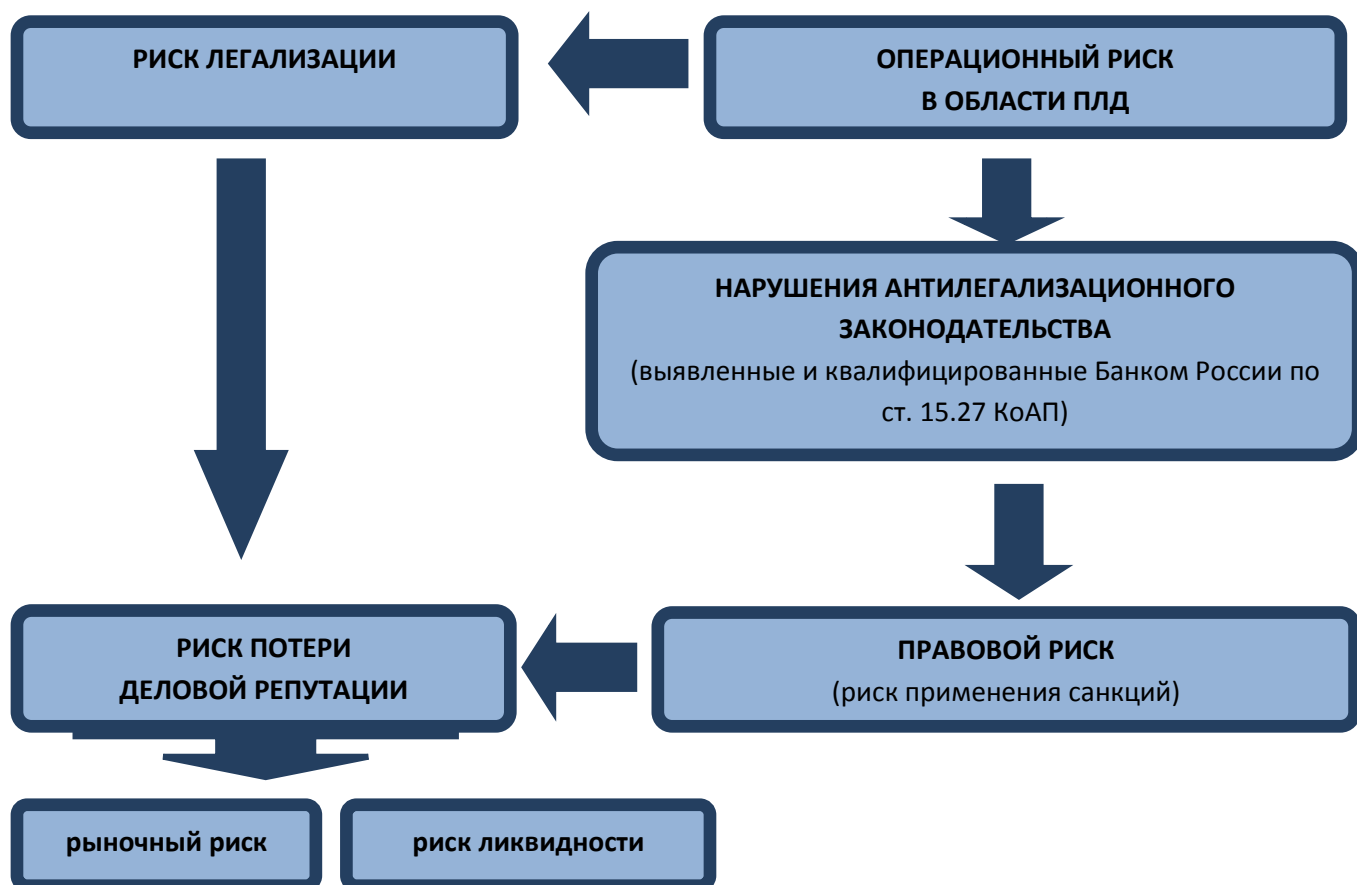 РИСК ЛЕГАЛИЗАЦИИ
ОПЕРАЦИОННЫЙ РИСК
В ОБЛАСТИ ПЛД
НАРУШЕНИЯ АНТИЛЕГАЛИЗАЦИОННОГО
ЗАКОНОДАТЕЛЬСТВА
(выявленные и квалифицированные Банком России по
ст. 15.27 КоАП)
РИСК ПОТЕРИ
ДЕЛОВОЙ РЕПУТАЦИИ
ПРАВОВОЙ РИСК
(риск применения санкций)
рыночный риск
риск ликвидности